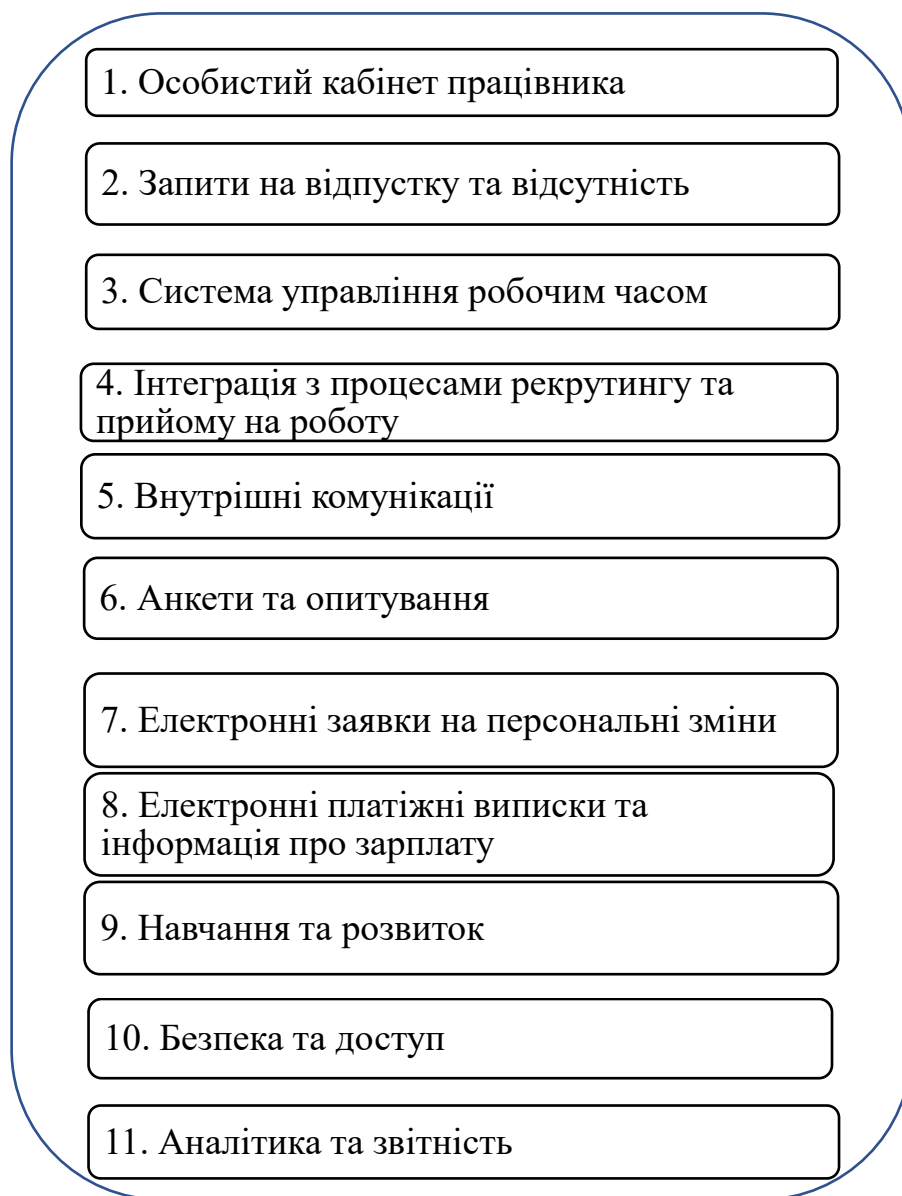 1. Особистий кабінет працівника
2. Запити на відпустку та відсутність
3. Система управління робочим часом
4. Інтеграція з процесами рекрутингу та
прийому на роботу
5. Внутрішні комунікації
6. Анкети та опитування
7. Електронні заявки на персональні зміни
8. Електронні платіжні виписки та
інформація про зарплату
9. Навчання та розвиток
10. Безпека та доступ
11. Аналітика та звітність